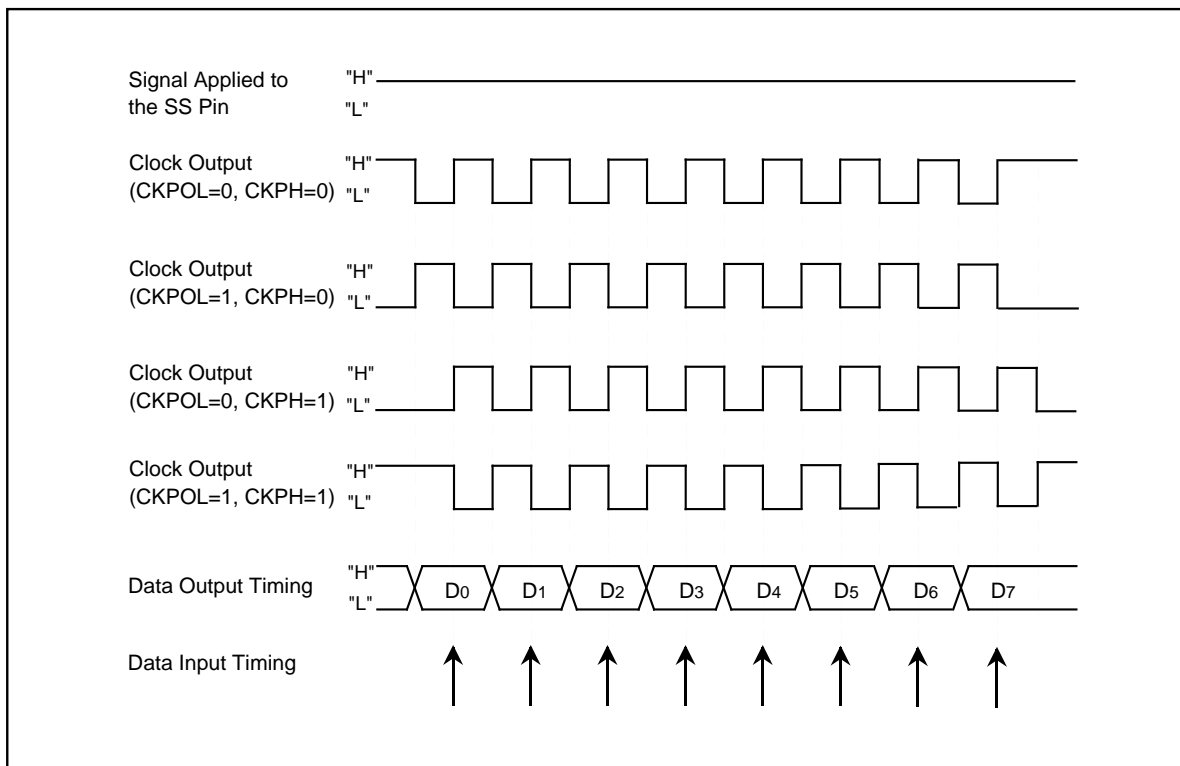 Signal Applied to
the SS Pin
"H"
"L"
Clock Output
(CKPOL=0, CKPH=0)
"H"
"L"
Clock Output
(CKPOL=1, CKPH=0)
"H"
"L"
Clock Output
(CKPOL=0, CKPH=1)
"H"
"L"
Clock Output
(CKPOL=1, CKPH=1)
"H"
"L"
Data Output Timing
"H"
"L"
D0 D1 D2 D3 D4 D5 D6 D7
Data Input Timing